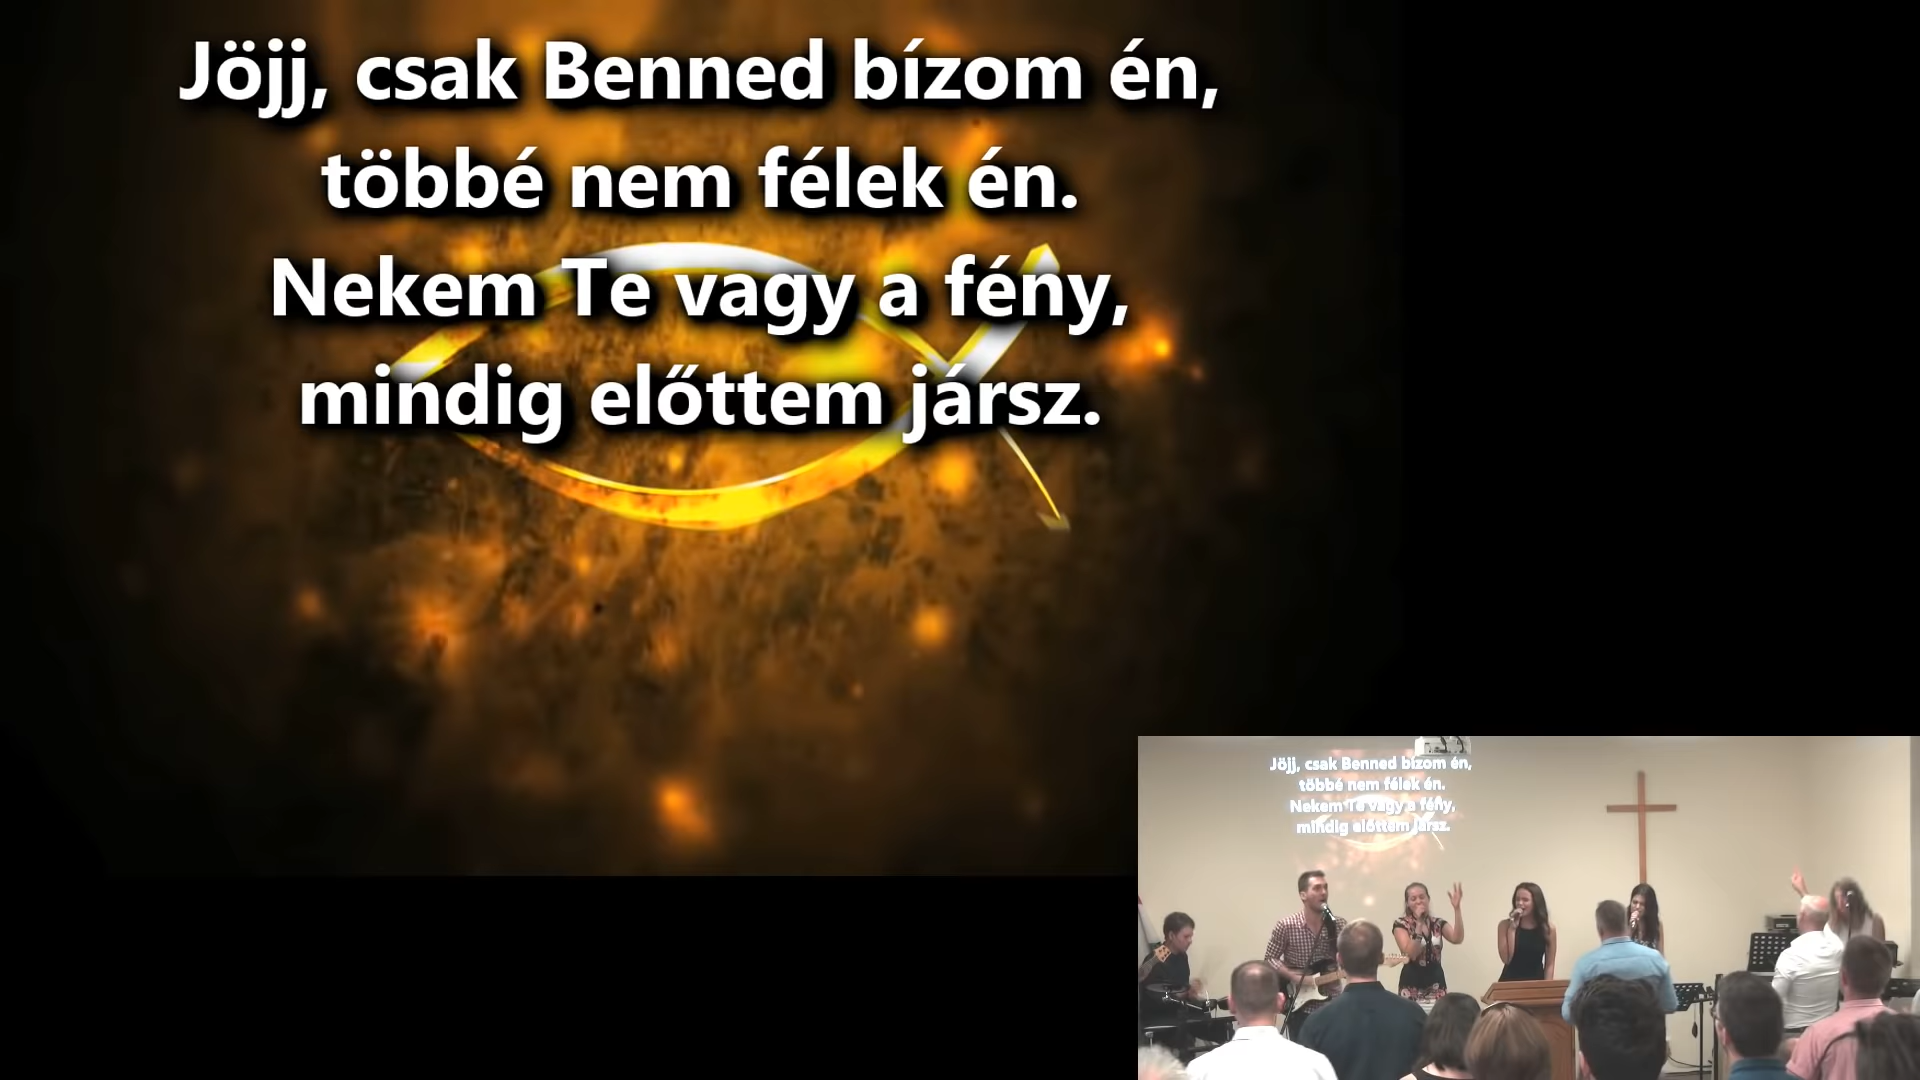 Jöjj, csak Benned bízom én,
többé nem félek én.
Nekem Te vagy a fény,
mindig előttem jársz.
Jöjj, csak Benned bízom én,
többé nem félek én.
Nekem Te vagy a fény,
mindig előttem jársz.